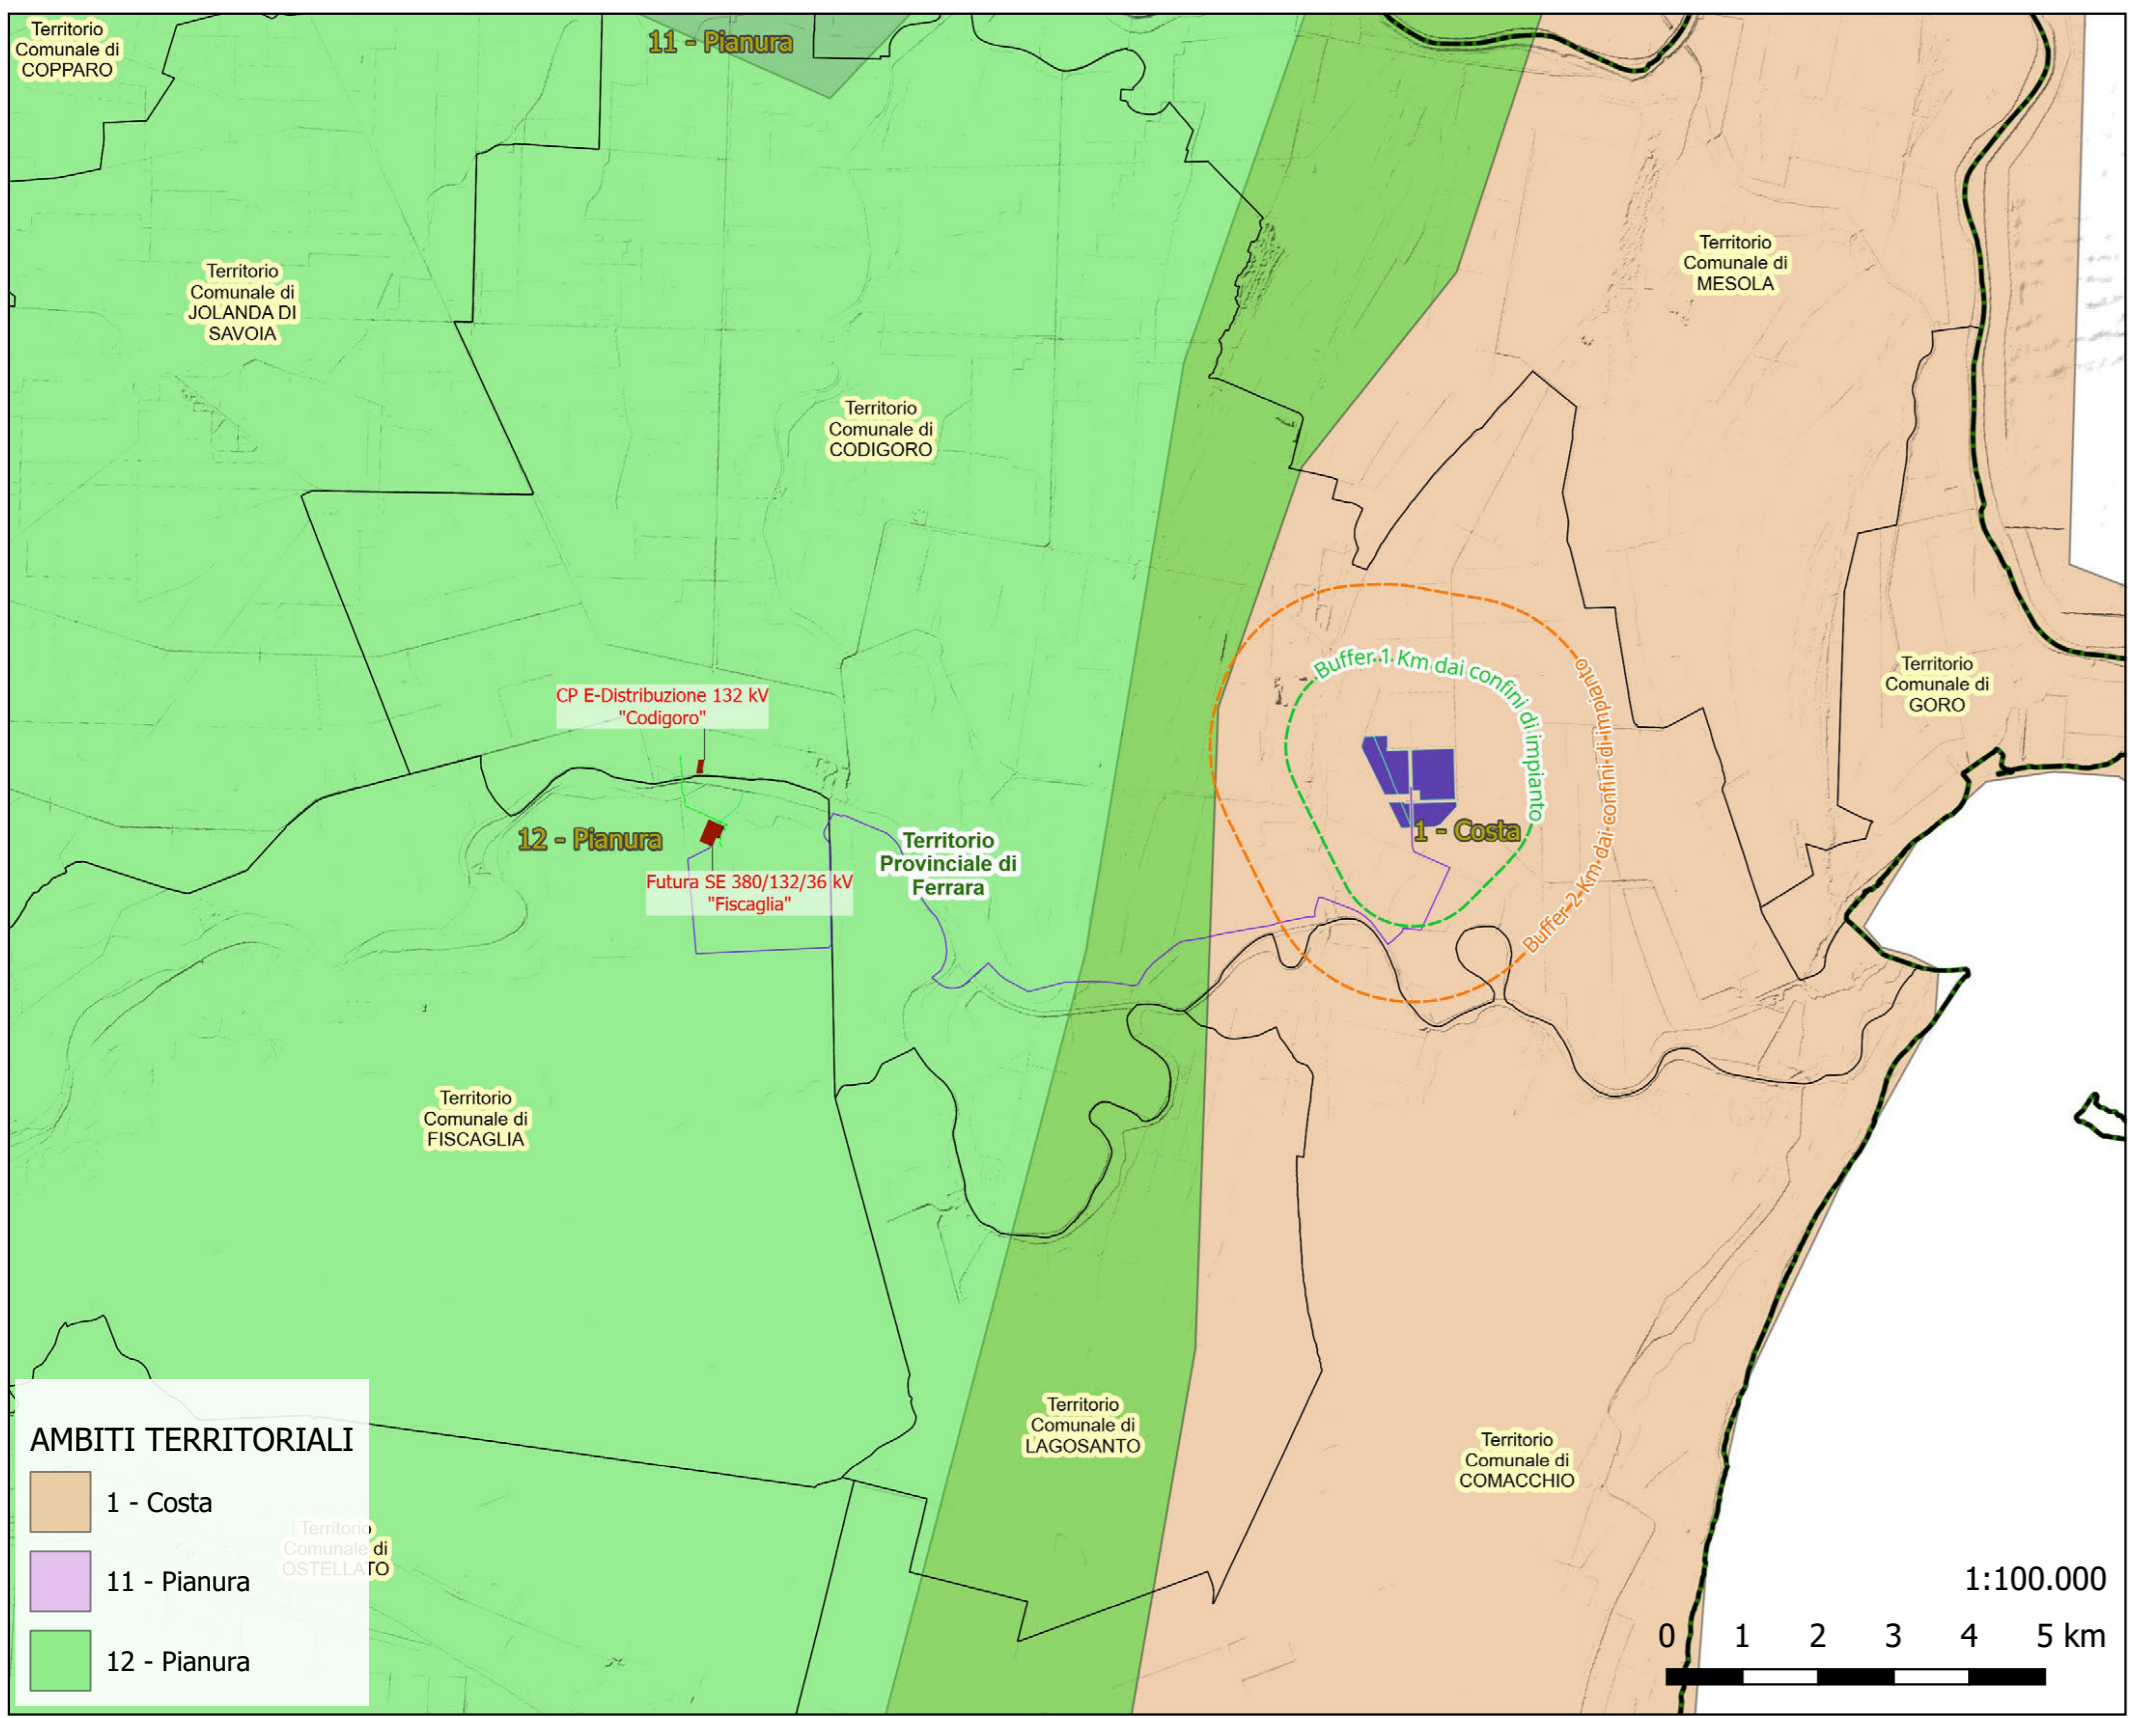 Territorio
Comunale di
COPPARO
11 - Pianura
Territorio
Comunale di
MESOLA
Territorio
Comunale di
JOLANDA DI
SAVOIA
Territorio
Comunale di
CODIGORO
Buffer 1 Km dai confini di impianto
Buffer 2 Km dai confini di impianto
Territorio
Comunale di
GORO
CP E-Distribuzione 132 kV
"Codigoro"
12 - Pianura
1 - Costa
Territorio
Provinciale di
Ferrara
Futura SE 380/132/36 kV
"Fiscaglia"
Territorio
Comunale di
FISCAGLIA
Territorio
Comunale di
LAGOSANTO
Territorio
Comunale di
COMACCHIO
AMBITI TERRITORIALI
1 - Costa
11 - Pianura
12 - Pianura
Territorio
Comunale di
OSTELLATO
1:100.000
0 1 2 3 4 5 km